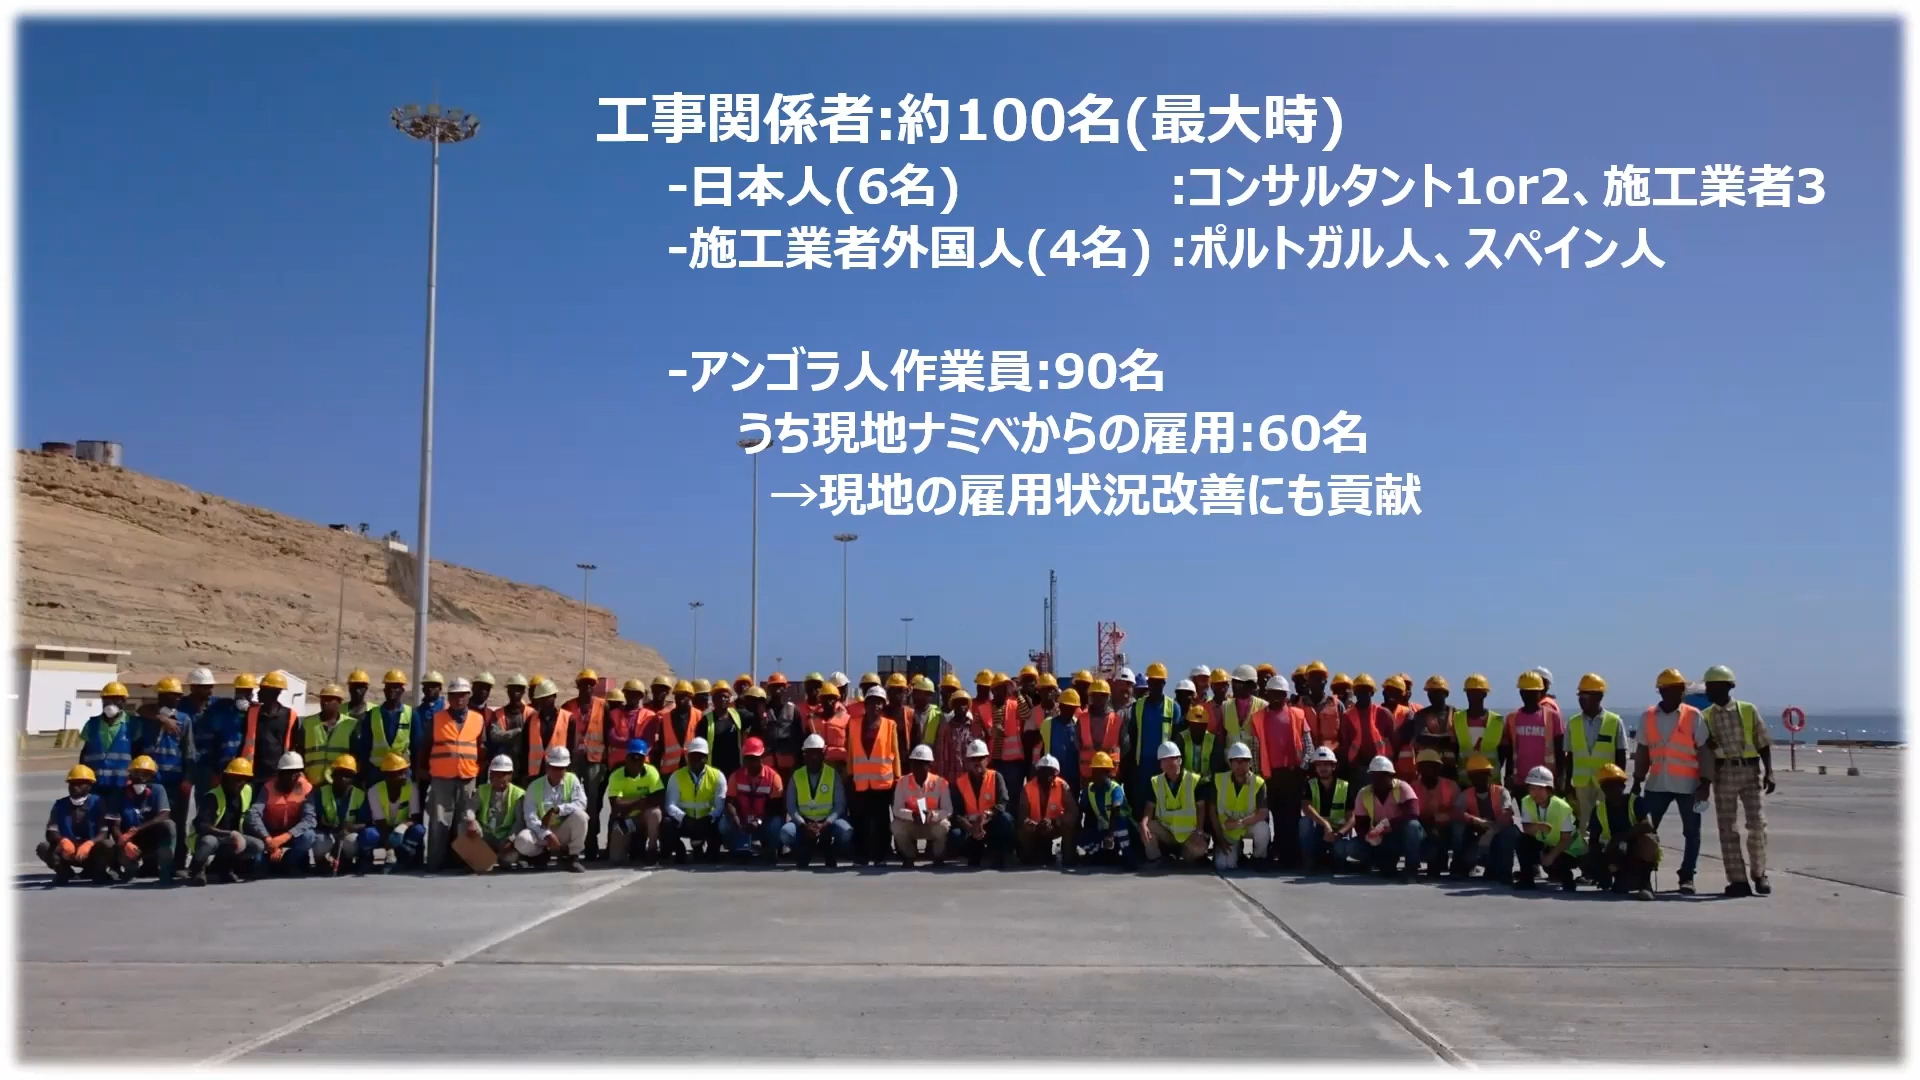 工事関係者:約100名(最大時)
-日本人(6名) :コンサルタント1or2、施工業者3
-施工業者外国人(4名) :ポルトガル人、スペイン人
-アンゴラ人作業員:90名
うち現地ナミベからの雇用:60名
→現地の雇用状況改善にも貢献